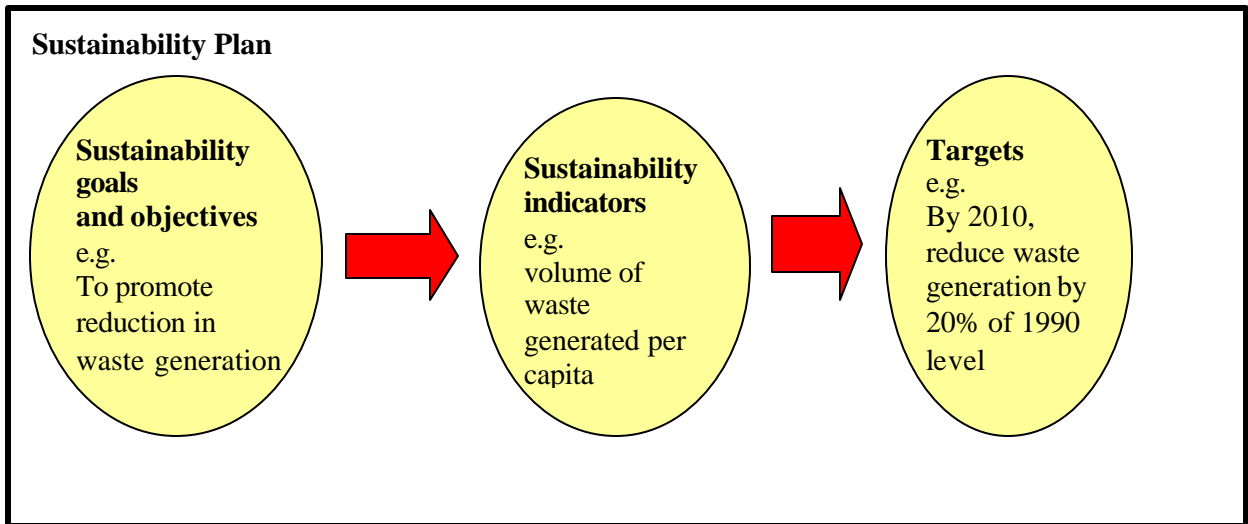 Sustainability Plan
Sustainability
goals
and objectives
e.g.
To promote
reduction in
waste generation
Sustainability
indicators
e.g.
volume of
waste
generated per
capita
Targets
e.g.
By 2010,
reduce waste
generation by
20% of 1990
level